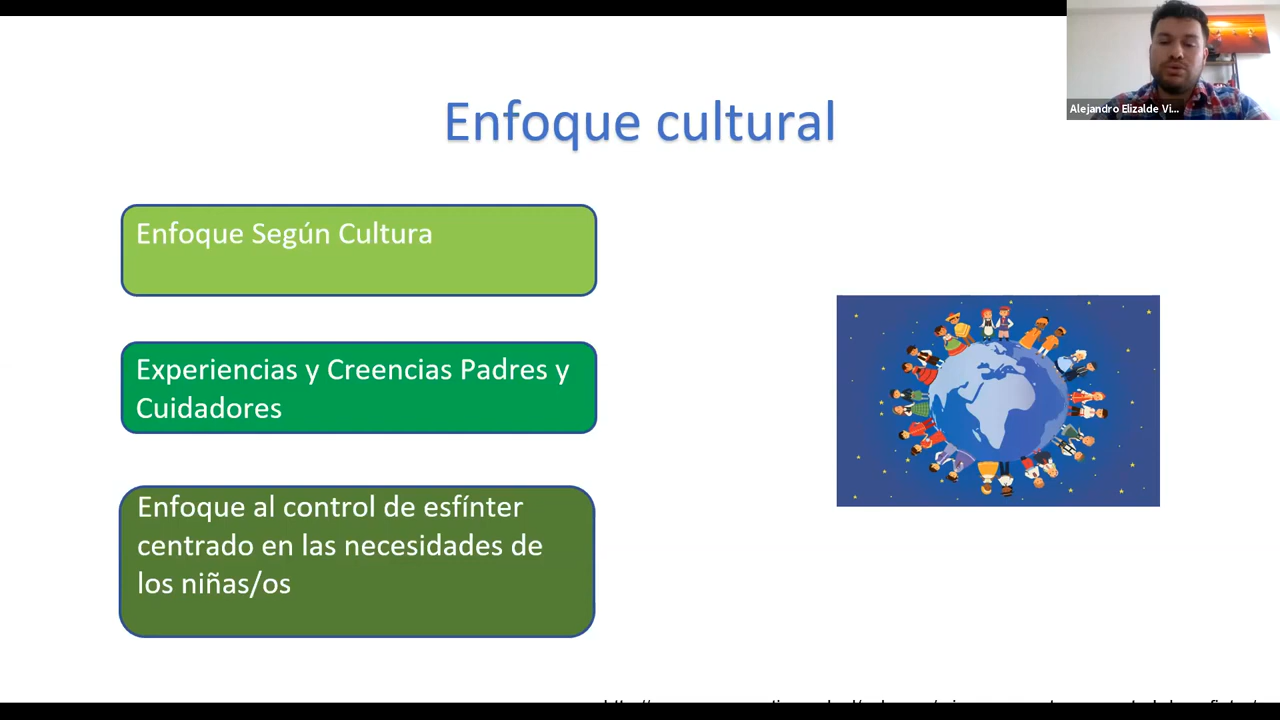 Enfoque cultural
Alejandro Elizalde Vi...
Enfoque Según Cultura
Experiencias y Creencias Padres y
Cuidadores
Enfoque al control de esfínter
centrado en las necesidades de
los niñas/os